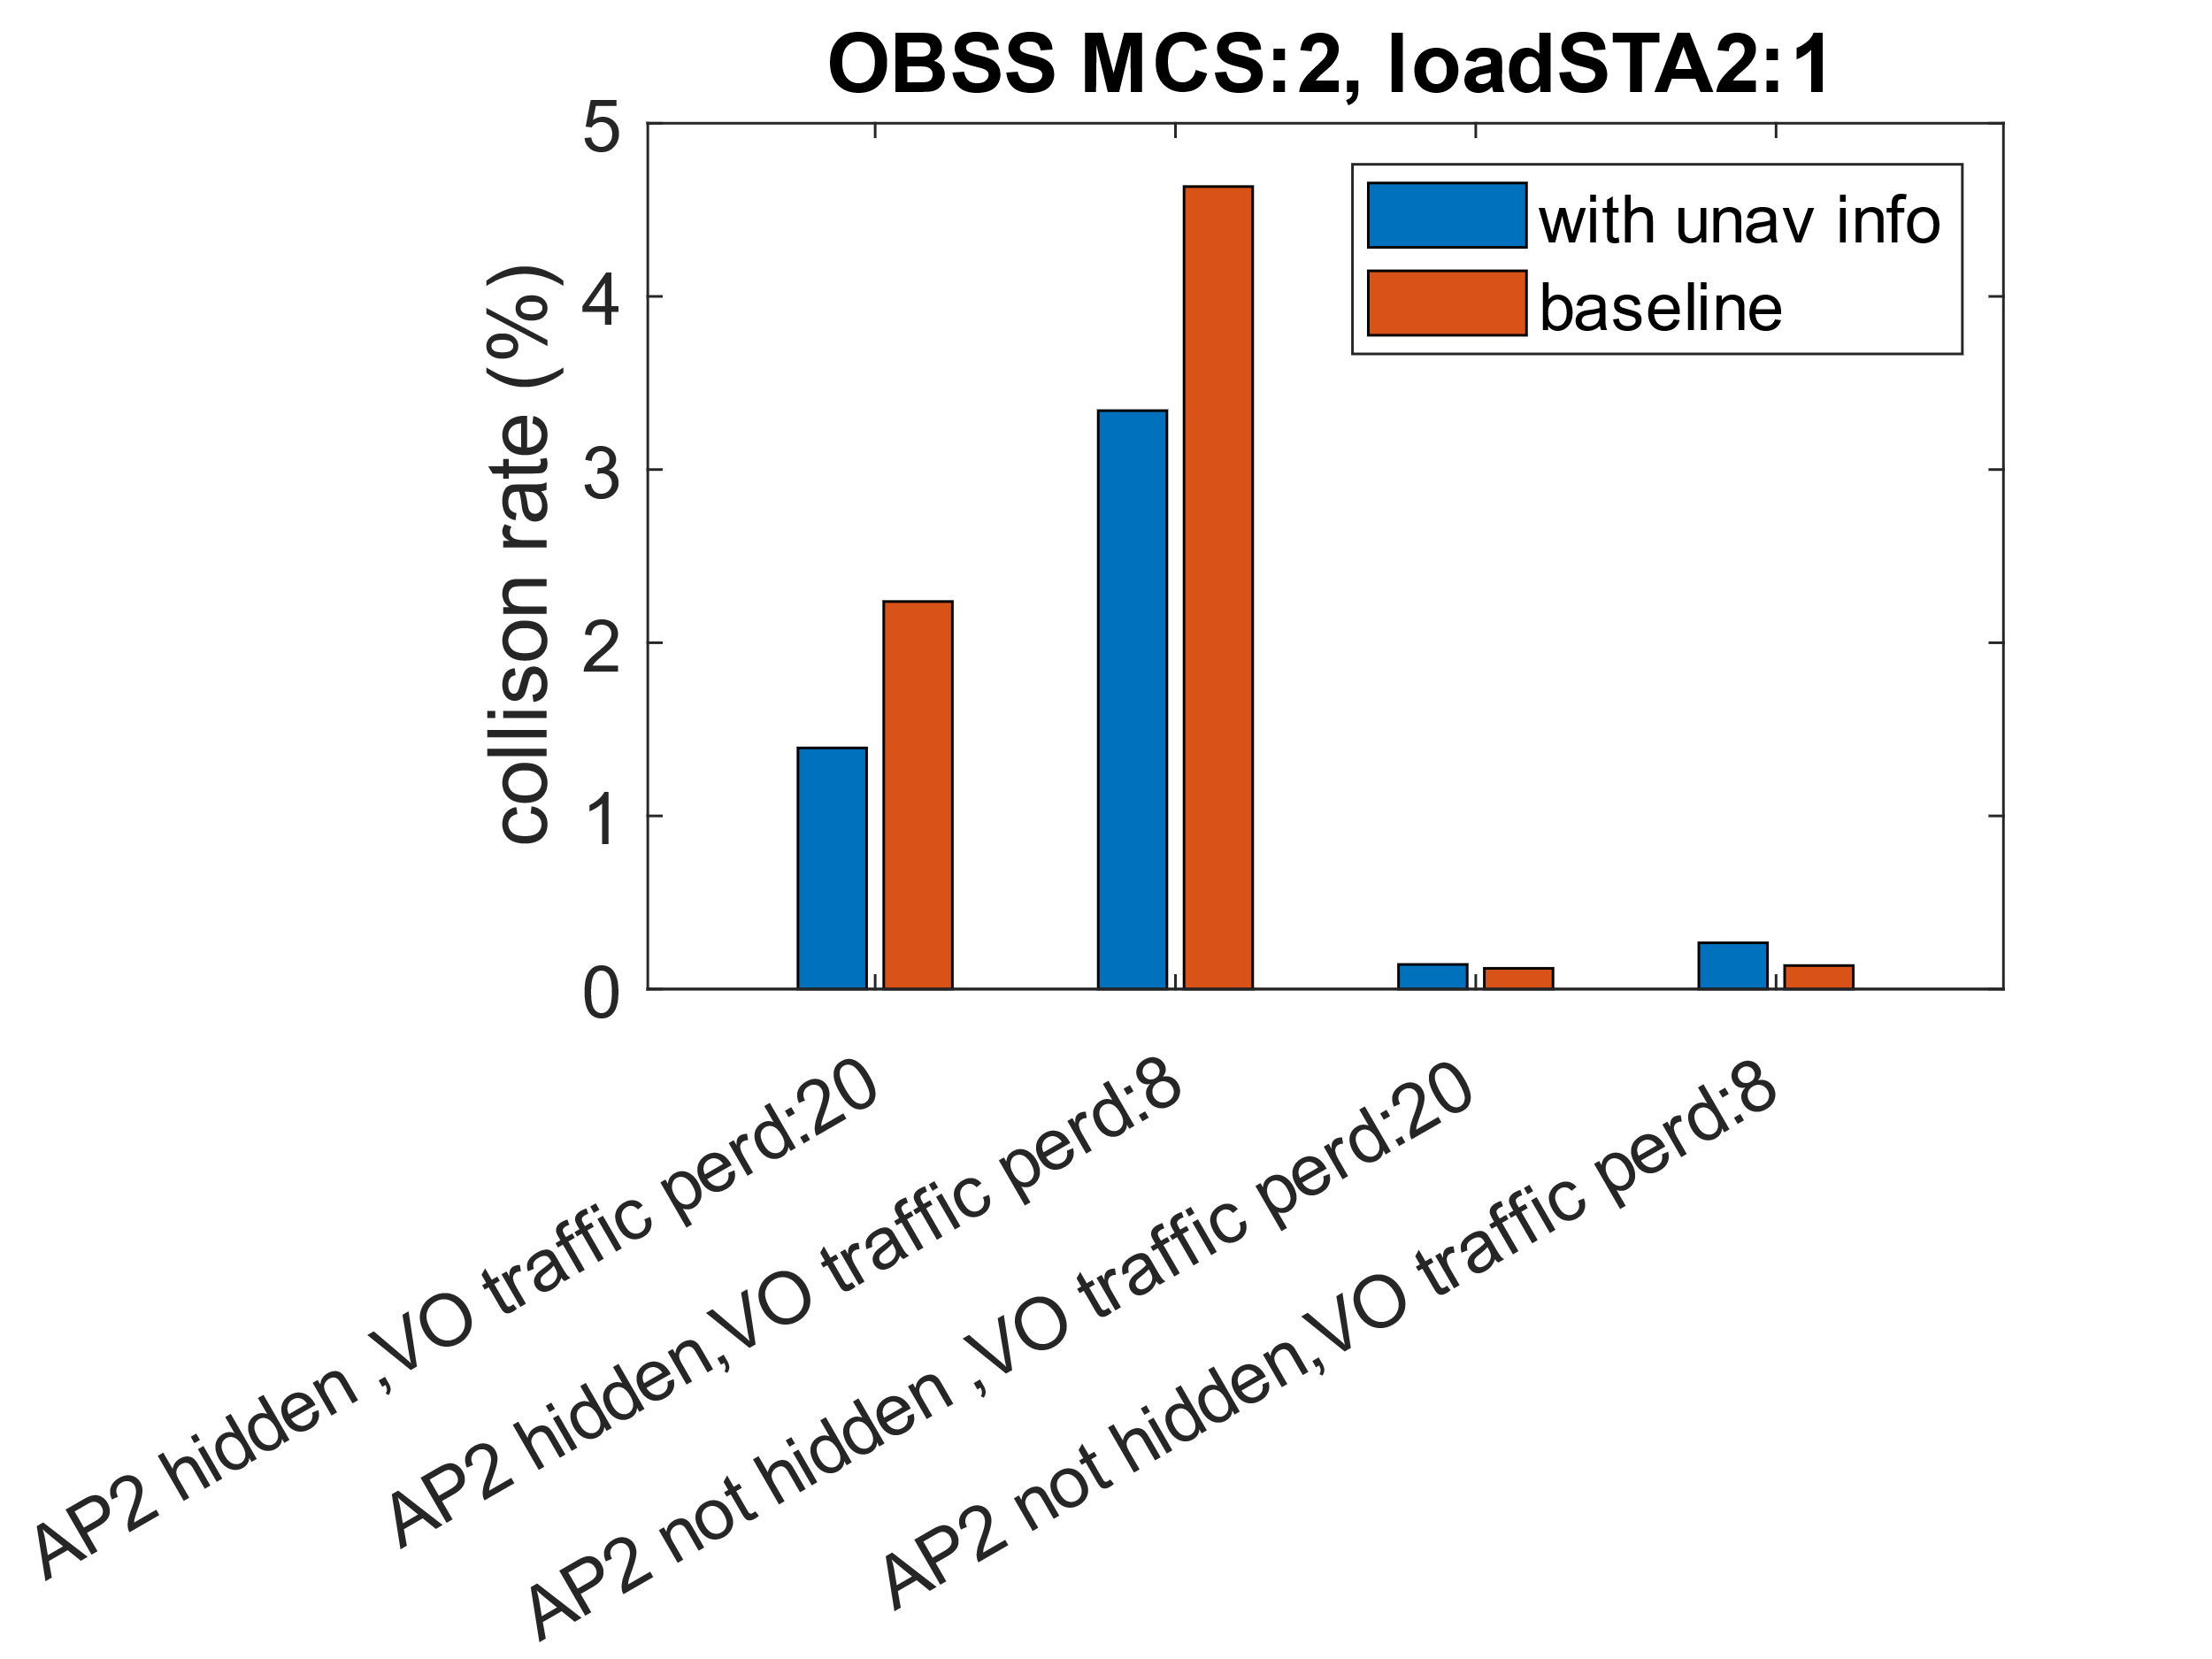 OBSS MCS:2, loadSTA2:1
5
4
3
2
1
0
collison rate (%)
with unav info
baseline
AP2 hidden ,VO traffic perd:20
AP2 hidden,VO traffic perd:8
AP2 not hidden ,VO traffic perd:20
AP2 not hidden,VO traffic perd:8